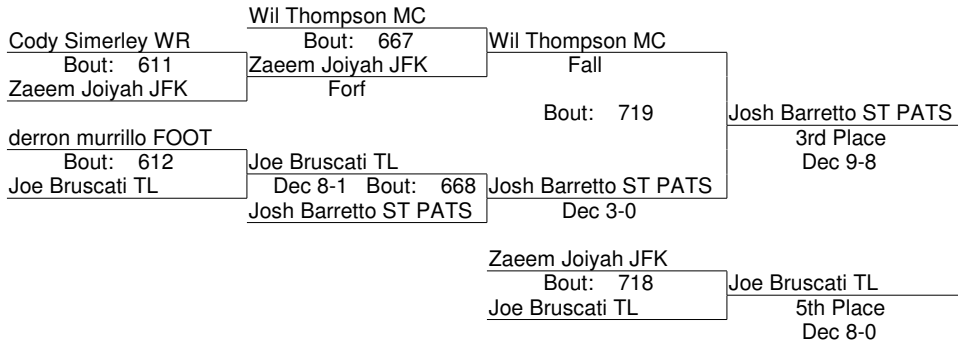 Wil Thompson MC
Cody Simerley WR
Bout: 667
Wil Thompson MC
Bout: 611
Zaeem Joiyah JFK
Fall
Zaeem Joiyah JFK
Forf
Bout: 719
Josh Barretto ST PATS
derron murrillo FOOT
3rd Place
Bout: 612
Joe Bruscati TL
Dec 9-8
Joe Bruscati TL
Dec 8-1 Bout: 668
Josh Barretto ST PATS
Josh Barretto ST PATS
Dec 3-0
Zaeem Joiyah JFK
Bout: 718
Joe Bruscati TL
Joe Bruscati TL
5th Place
Dec 8-0